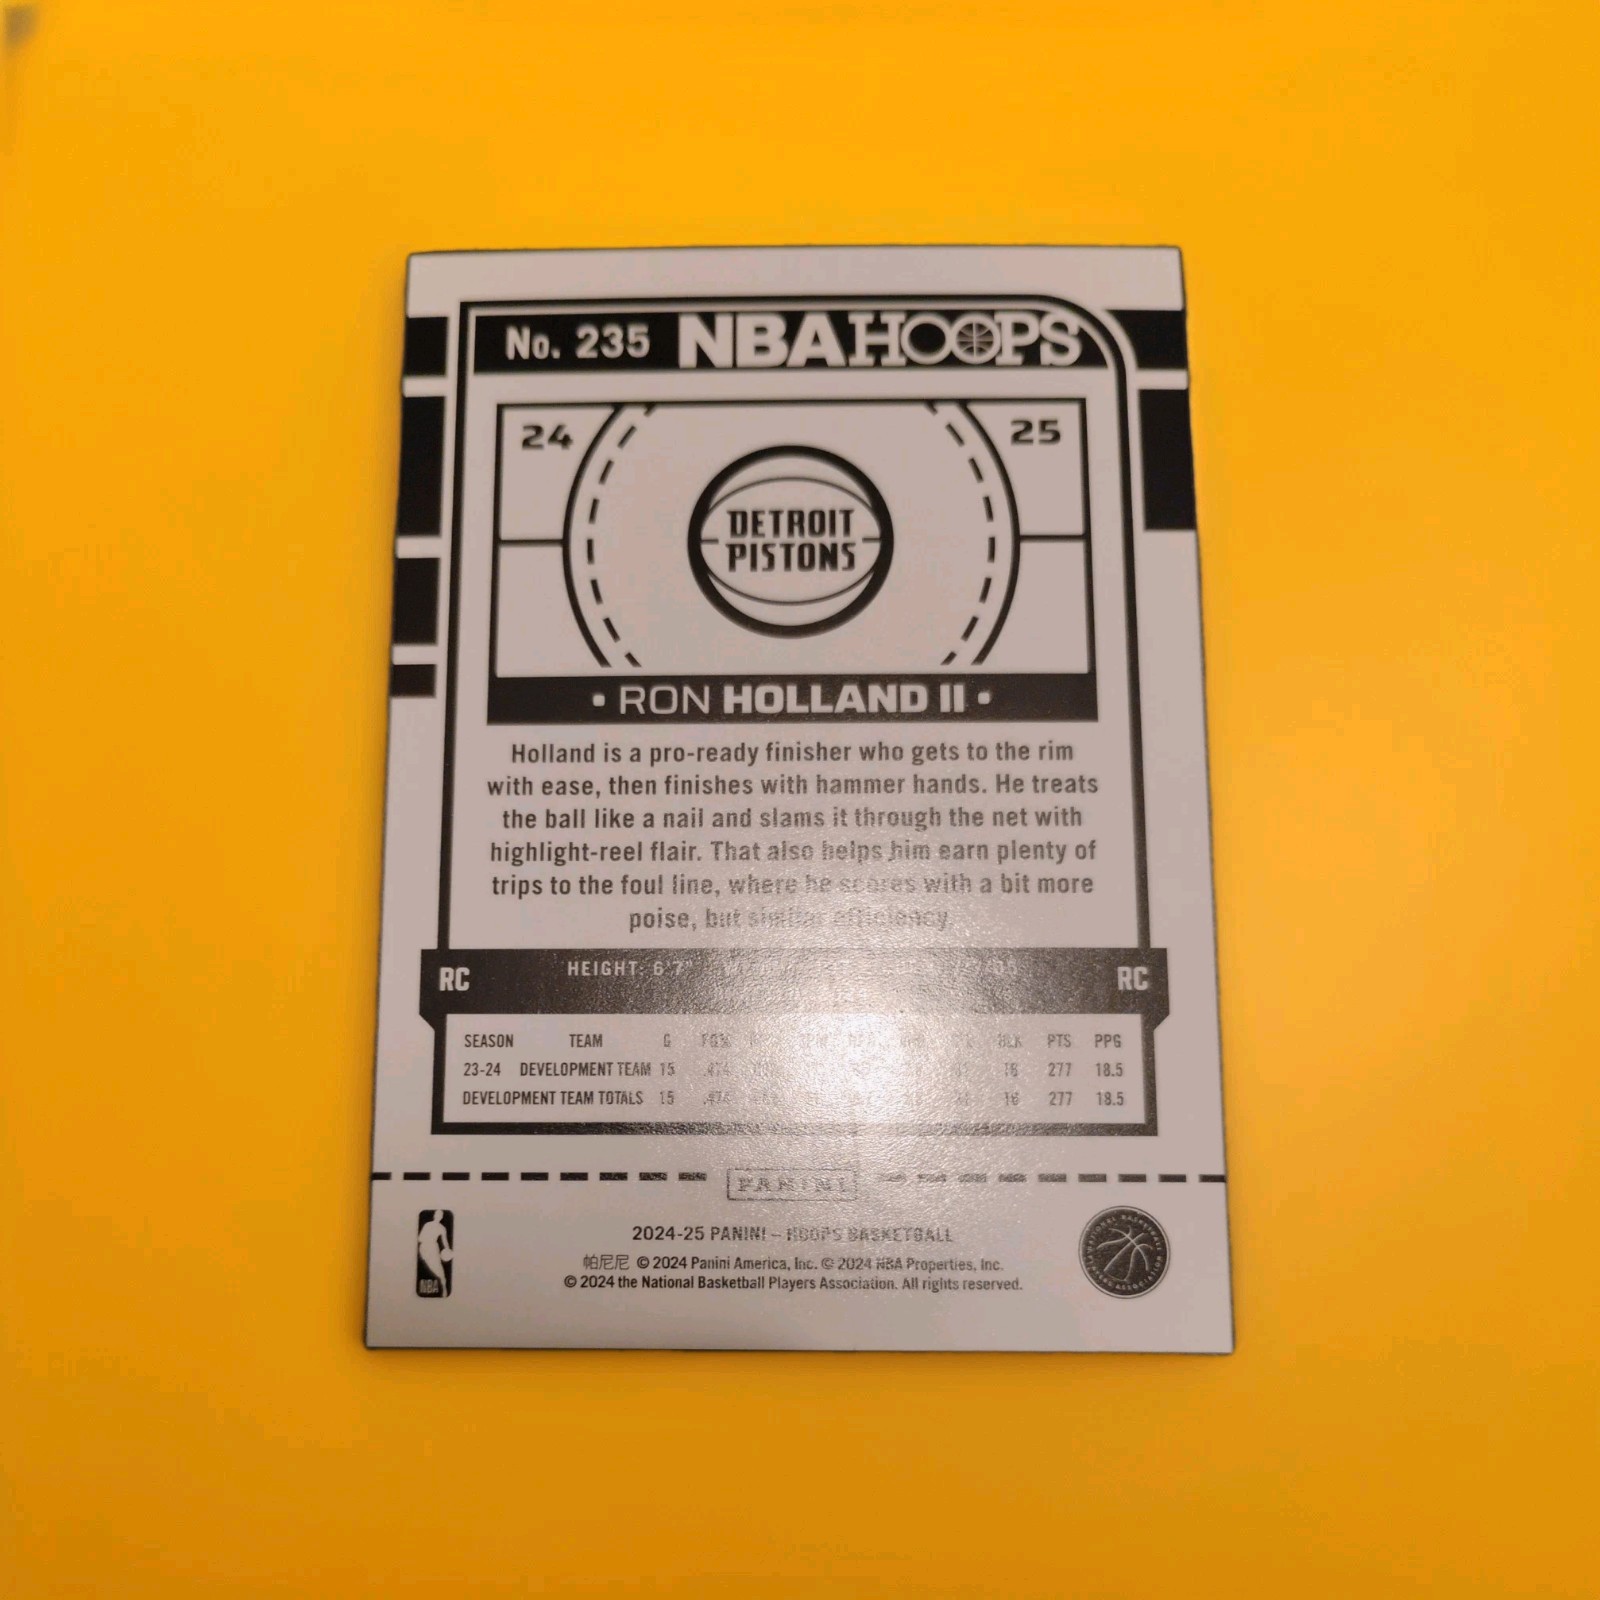 No. 235 NBA HOOPS
24 25
DETROIT
PISTONS
• RON HOLLAND II •
Holland is a pro-ready finisher who gets to the rim
with ease, then finishes with hammer hands. He treats
the ball like a nail and slams it through the net with
highlight-reel flair. That also helps him earn plenty of
trips to the foul line, where he scores with a bit more
poise, but similar efficiency.
RC HEIGHT: 6'7" RC
SEASON TEAM G FG% BLK PTS PPG
23-24 DEVELOPMENT TEAM 15 .474 16 277 18.5
DEVELOPMENT TEAM TOTALS 15 .474 16 277 18.5
PANINI
2024-25 PANINI – HOOPS BASKETBALL
帕尼尼 © 2024 Panini America, Inc. © 2024 NBA Properties, Inc.
© 2024 the National Basketball Players Association. All rights reserved.
NBA